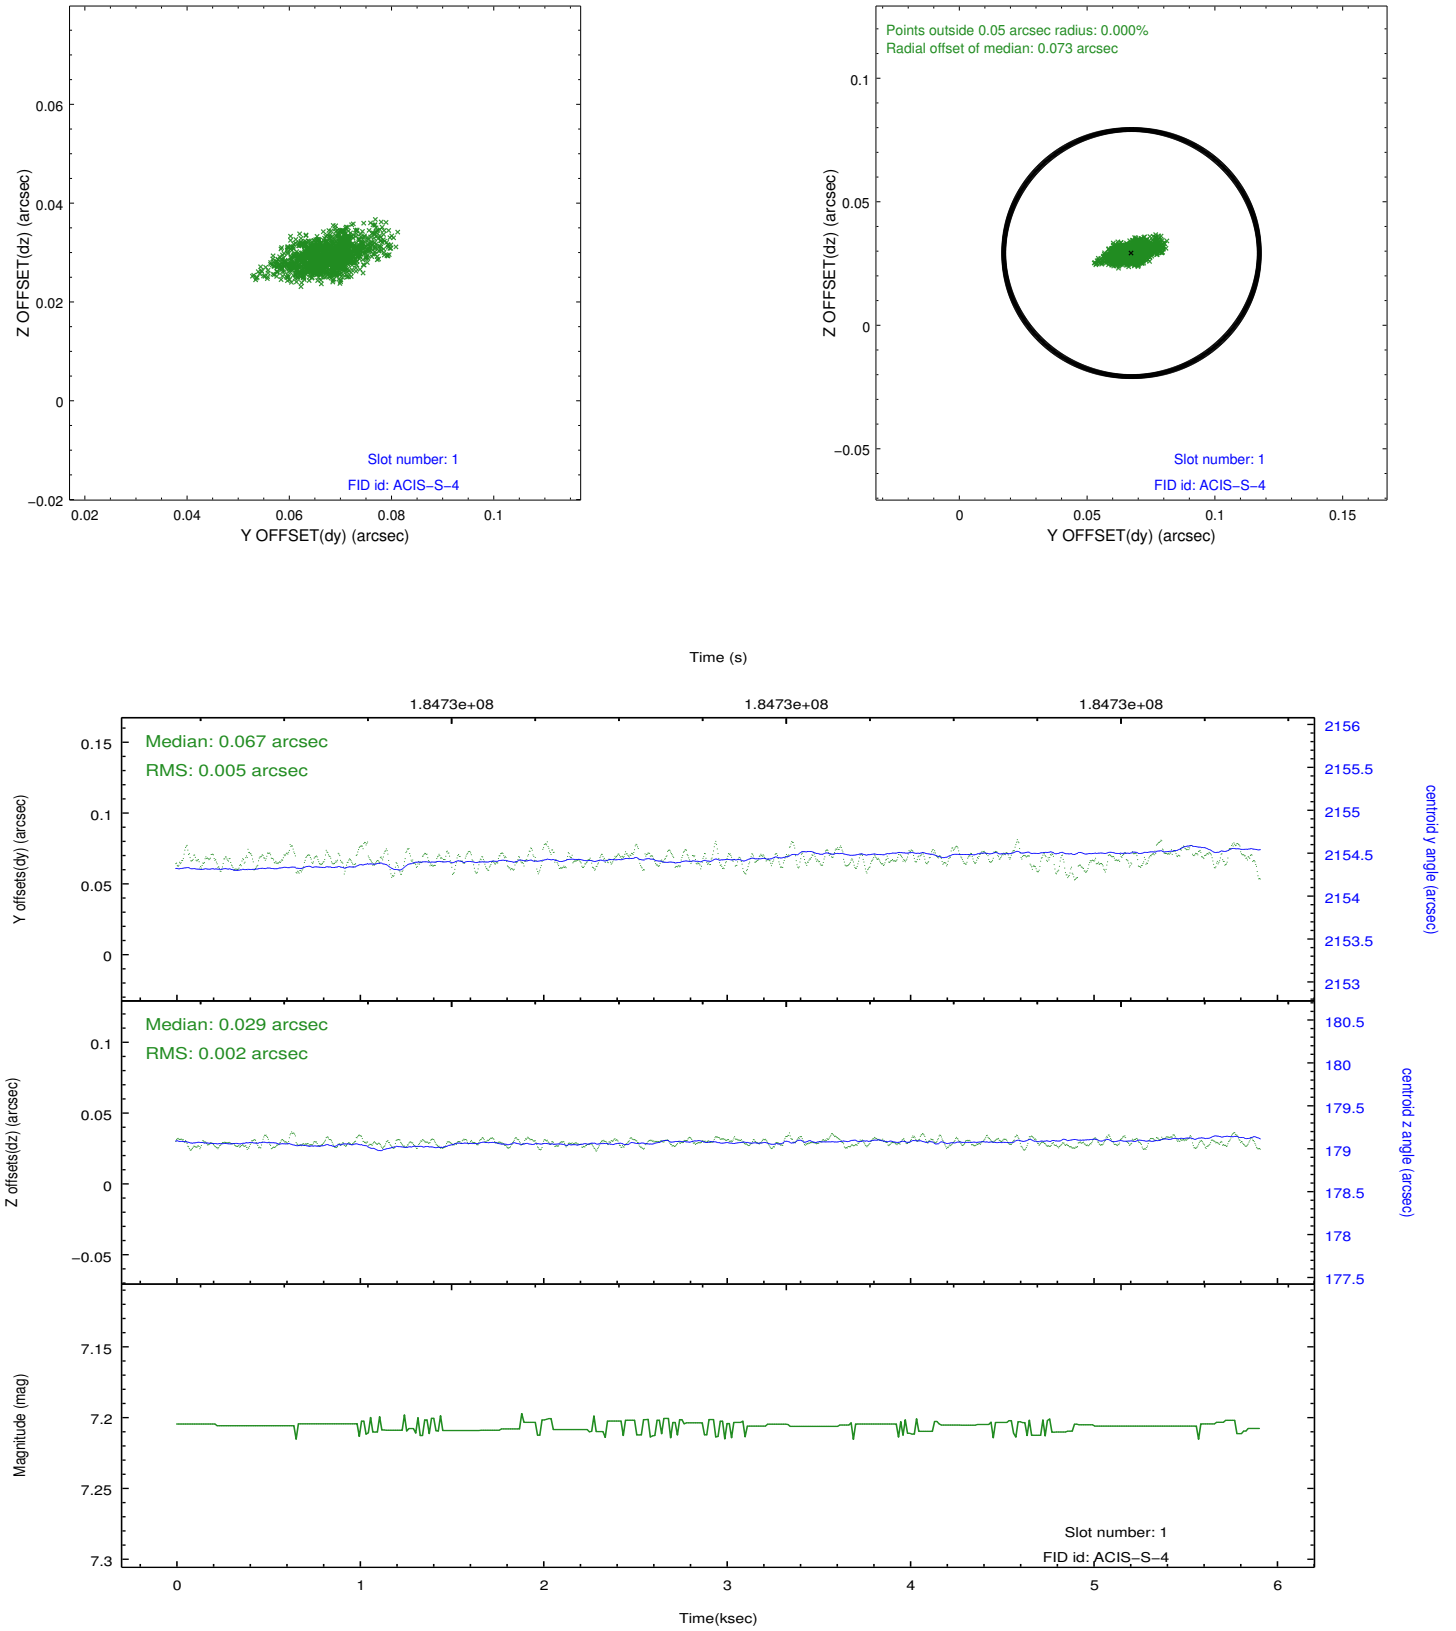 0.06
0.04
0.02
0
−0.02
Z OFFSET(dz) (arcsec)
Slot number: 1
FID id: ACIS−S−4
0.02
0.04
0.06
0.08
0.1
Y OFFSET(dy) (arcsec)
Points outside 0.05 arcsec radius: 0.000%
Radial offset of median: 0.073 arcsec
0.1
0.05
0
−0.05
Z OFFSET(dz) (arcsec)
Slot number: 1
FID id: ACIS−S−4
0
0.05
0.1
0.15
Y OFFSET(dy) (arcsec)
Time (s)
1.8473e+08
1.8473e+08
1.8473e+08
Median: 0.067 arcsec
RMS: 0.005 arcsec
0.15
0.1
0.05
0
Y offsets(dy) (arcsec)
2156
2155.5
2155
2154.5
2154
2153.5
2153
centroid y angle (arcsec)
Median: 0.029 arcsec
RMS: 0.002 arcsec
0.1
0.05
0
−0.05
Z offsets(dz) (arcsec)
180.5
180
179.5
179
178.5
178
177.5
centroid z angle (arcsec)
7.15
7.2
7.25
7.3
Magnitude (mag)
Slot number: 1
FID id: ACIS−S−4
0
1
2
3
4
5
6
Time(ksec)